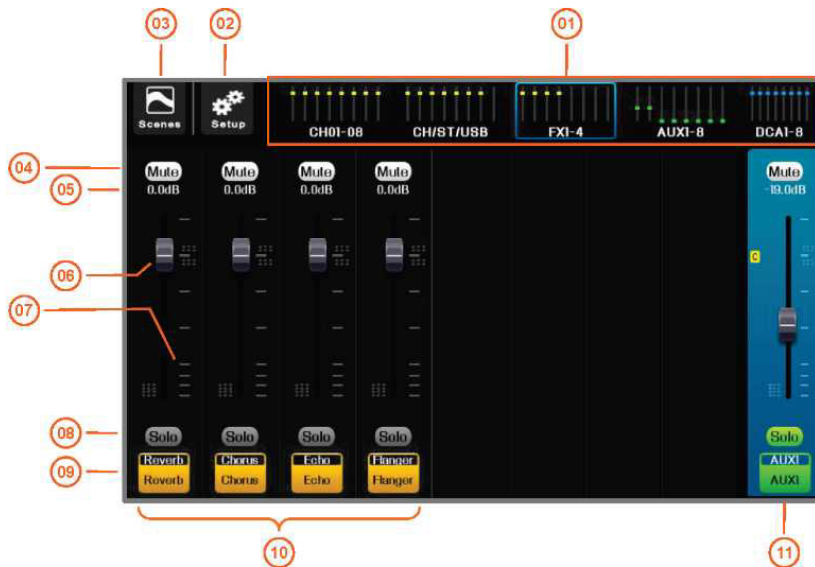 03 02 01
Scenes Setup CH01-08 CH/ST/USB FX1-4 AUX1-8 DCA1-8
04 Mute Mute Mute Mute Mute
05 0.0dB 0.0dB 0.0dB 0.0dB -19.0dB
C
06
07
08 Solo Solo Solo Solo Solo
Reverb Chorus Echo Flanger AUX1
09 Reverb Chorus Echo Flanger AUX1
10 11